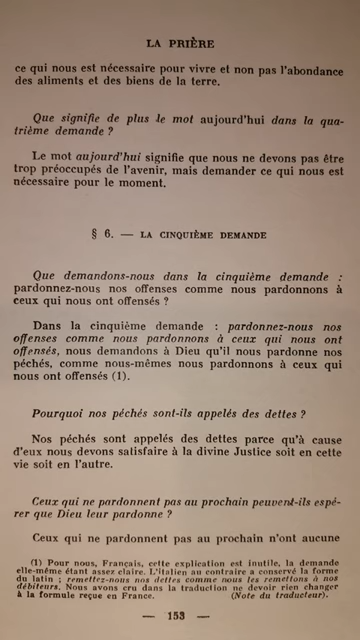 LA PRIÈRE
ce qui nous est nécessaire pour vivre et non pas l'abondance
des aliments et des biens de la terre.
Que signifie de plus le mot aujourd'hui dans la qua-
trième demande ?
Le mot aujourd'hui signifie que nous ne devons pas être
trop préoccupés de l'avenir, mais demander ce qui nous est
nécessaire pour le moment.
§ 6. — LA CINQUIÈME DEMANDE
Que demandons-nous dans la cinquième demande :
pardonnez-nous nos offenses comme nous pardonnons à
ceux qui nous ont offensés ?
Dans la cinquième demande : pardonnez-nous nos
offenses comme nous pardonnons à ceux qui nous ont
offensés, nous demandons à Dieu qu'il nous pardonne nos
péchés, comme nous-mêmes nous pardonnons à ceux qui
nous ont offensés (1).
Pourquoi nos péchés sont-ils appelés des dettes ?
Nos péchés sont appelés des dettes parce qu'à cause
d'eux nous devons satisfaire à la divine Justice soit en cette
vie soit en l'autre.
Ceux qui ne pardonnent pas au prochain peuvent-ils espé-
rer que Dieu leur pardonne ?
Ceux qui ne pardonnent pas au prochain n'ont aucune
(1) Pour nous, Français, cette explication est inutile, la demande
elle-même étant assez claire. L'italien au contraire a conservé la forme
du latin ; remettez-nous nos dettes comme nous les remettons à nos
débiteurs. Nous avons cru dans la traduction ne devoir rien changer
à la formule reçue en France. (Note du traducteur).
— 153 —